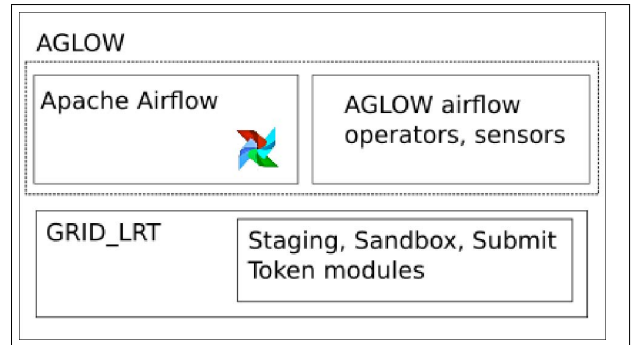 AGLOW
Apache Airflow
AGLOW airflow
operators, sensors
GRID_LRT
Staging, Sandbox, Submit
Token modules